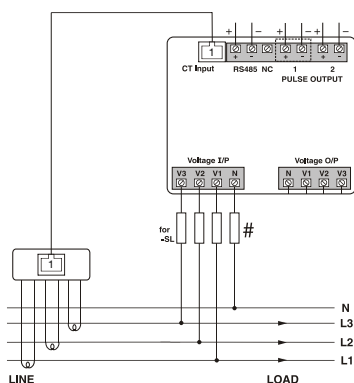 + − + − + −
1
+ − + − + −
CT Input RS485 NC 1 2
PULSE OUTPUT
Voltage I/P Voltage O/P
V3 V2 V1 N N V1 V2 V3
for
-SL
#
1
N
L3
L2
L1
LINE LOAD